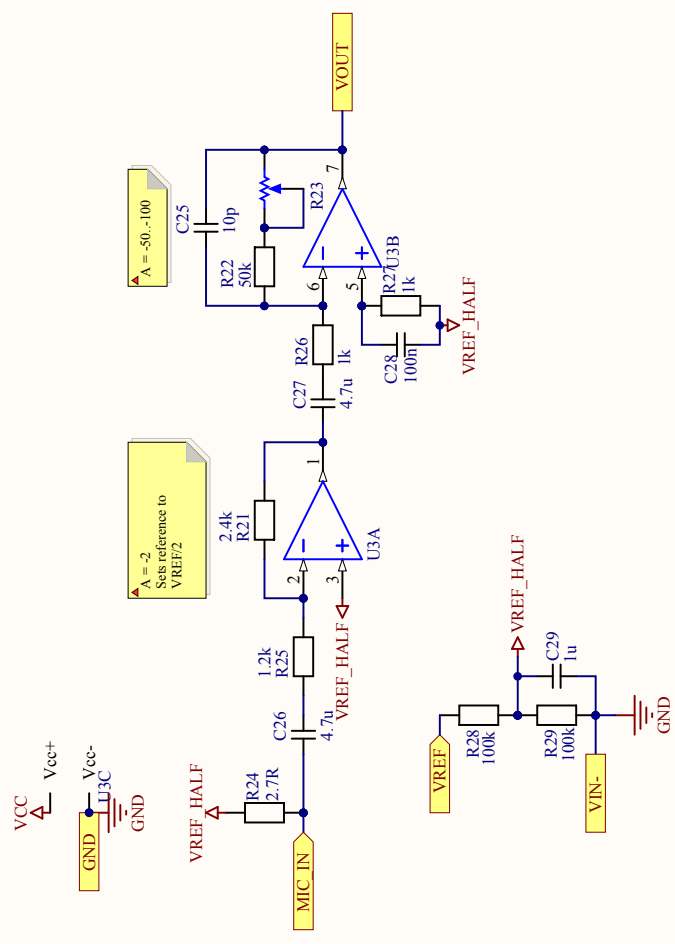 VCC
Vcc+
Vcc-
U3C
GND
GND
A = -2
Sets reference to
VREF/2
A = -50..-100
VREF_HALF
R24
2.7R
MIC_IN
C26
4.7u
1.2k
R25
2.4k
R21
2
3
1
U3A
VREF_HALF
C27
4.7u
R26
1k
C25
10p
R22
50k
R23
6
5
7
U3B
R27
1k
C28
100n
VREF_HALF
VOUT
VREF
R28
100k
VREF_HALF
R29
100k
C29
1u
VIN-
GND